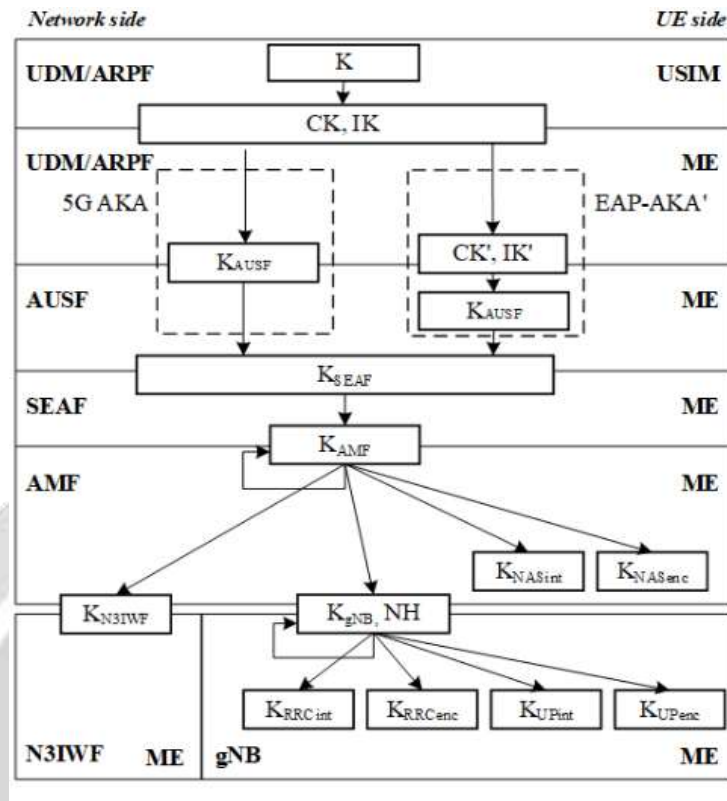 Network side UE side
K
UDM/ARPF USIM
CK, IK
UDM/ARPF ME
5G AKA EAP-AKA'
KAUSF CK', IK'
AUSF KAUSF ME
KSEAF
SEAF ME
KAMF
AMF ME
KNASint KNASenc
KN3IWF KgNB, NH
KRRCint KRRCenc KUPint KUPenc
N3IWF ME gNB ME